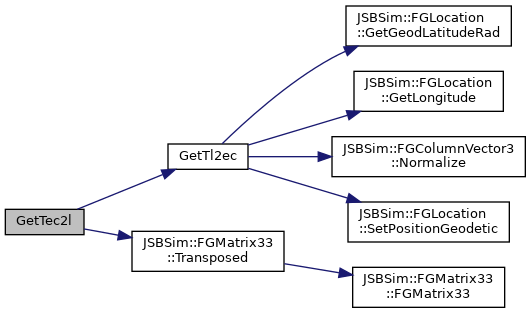 GetTec2l
GetTl2ec
JSBSim::FGLocation
::GetGeodLatitudeRad
JSBSim::FGLocation
::GetLongitude
JSBSim::FGColumnVector3
::Normalize
JSBSim::FGLocation
::SetPositionGeodetic
JSBSim::FGMatrix33
::Transposed
JSBSim::FGMatrix33
::FGMatrix33